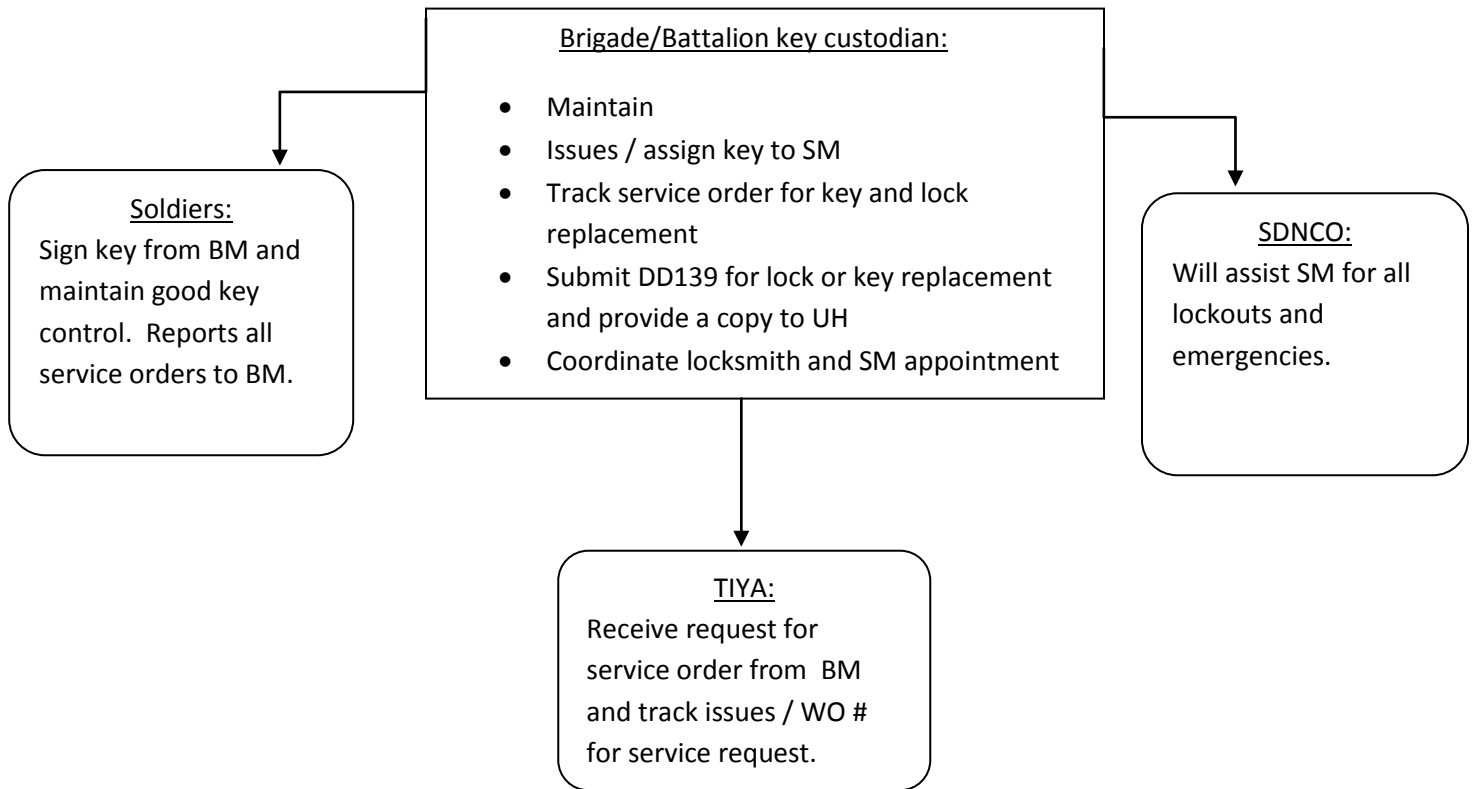 Brigade/Battalion key custodian:
• Maintain
• Issues / assign key to SM
• Track service order for key and lock
replacement
• Submit DD139 for lock or key replacement
and provide a copy to UH
• Coordinate locksmith and SM appointment
Soldiers:
Sign key from BM and
maintain good key
control.  Reports all
service orders to BM.
SDNCO:
Will assist SM for all
lockouts and
emergencies.
TIYA:
Receive request for
service order from  BM
and track issues / WO #
for service request.